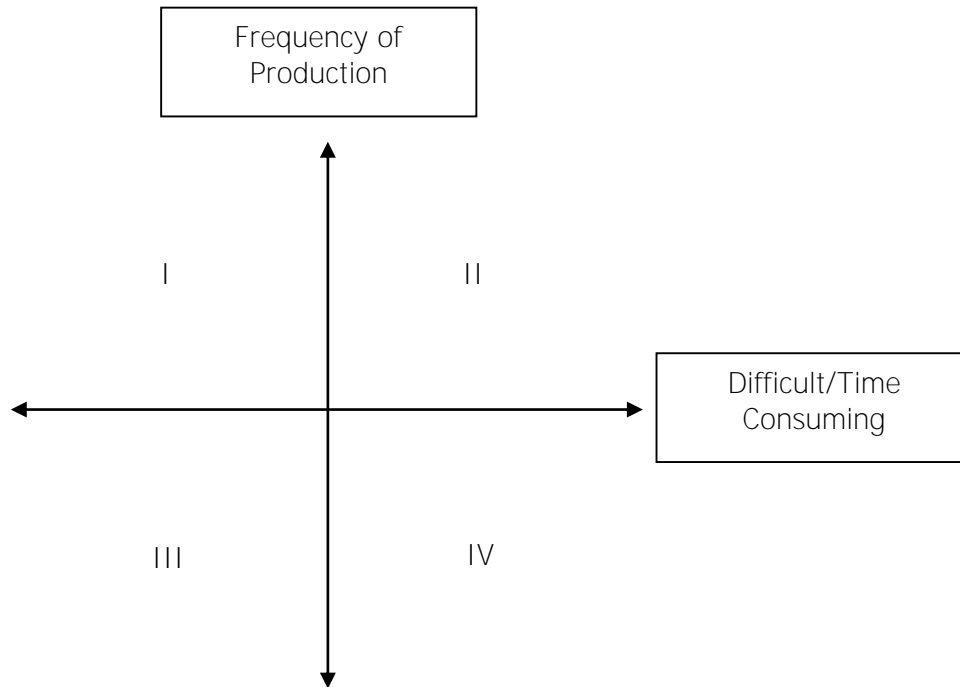 Frequency of
Production
I
II
Difficult/Time
Consuming
III
IV